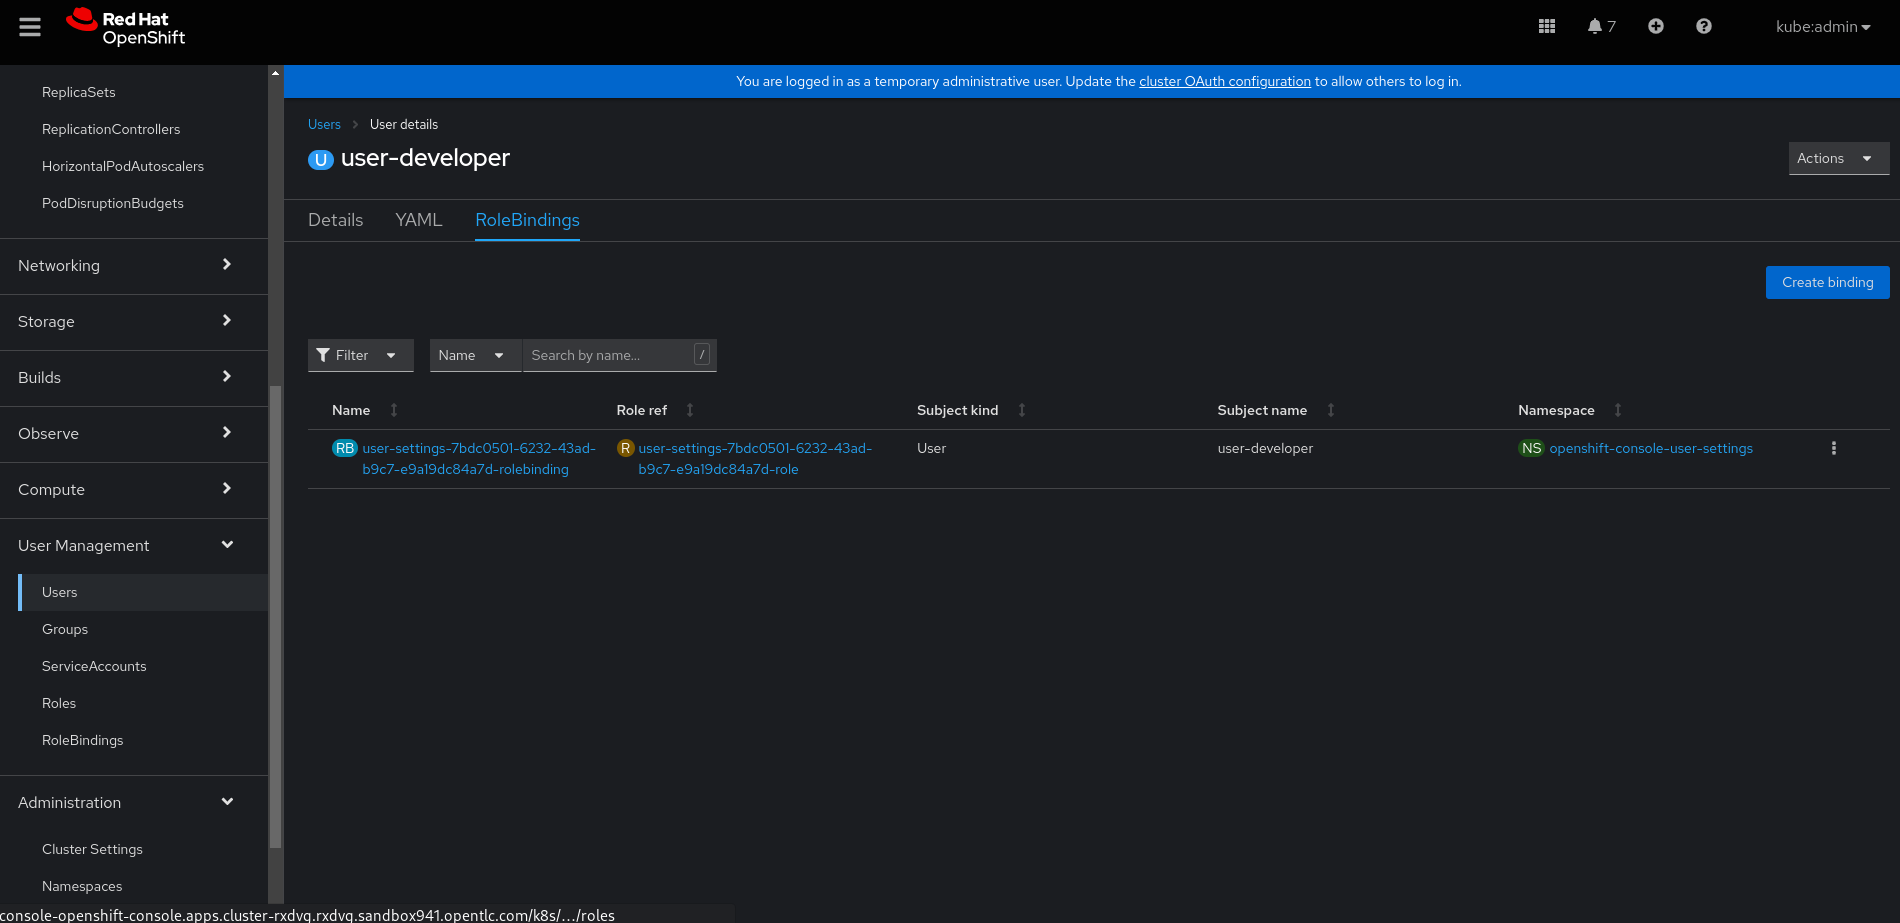 Red Hat
OpenShift
7
kube:admin
You are logged in as a temporary administrative user. Update the cluster OAuth configuration to allow others to log in.
ReplicaSets
ReplicationControllers
HorizontalPodAutoscalers
PodDisruptionBudgets
Networking
Storage
Builds
Observe
Compute
User Management
Users
Groups
ServiceAccounts
Roles
RoleBindings
Administration
Cluster Settings
Namespaces
Users > User details
U user-developer
Actions
Details YAML RoleBindings
Create binding
Filter Name Search by name... /
Name Role ref Subject kind Subject name Namespace
RB user-settings-7bdc0501-6232-43ad- R user-settings-7bdc0501-6232-43ad- User user-developer NS openshift-console-user-settings
b9c7-e9a19dc84a7d-rolebinding b9c7-e9a19dc84a7d-role
console-openshift-console.apps.cluster-rxdvq.rxdvq.sandbox941.opentlc.com/k8s/.../roles